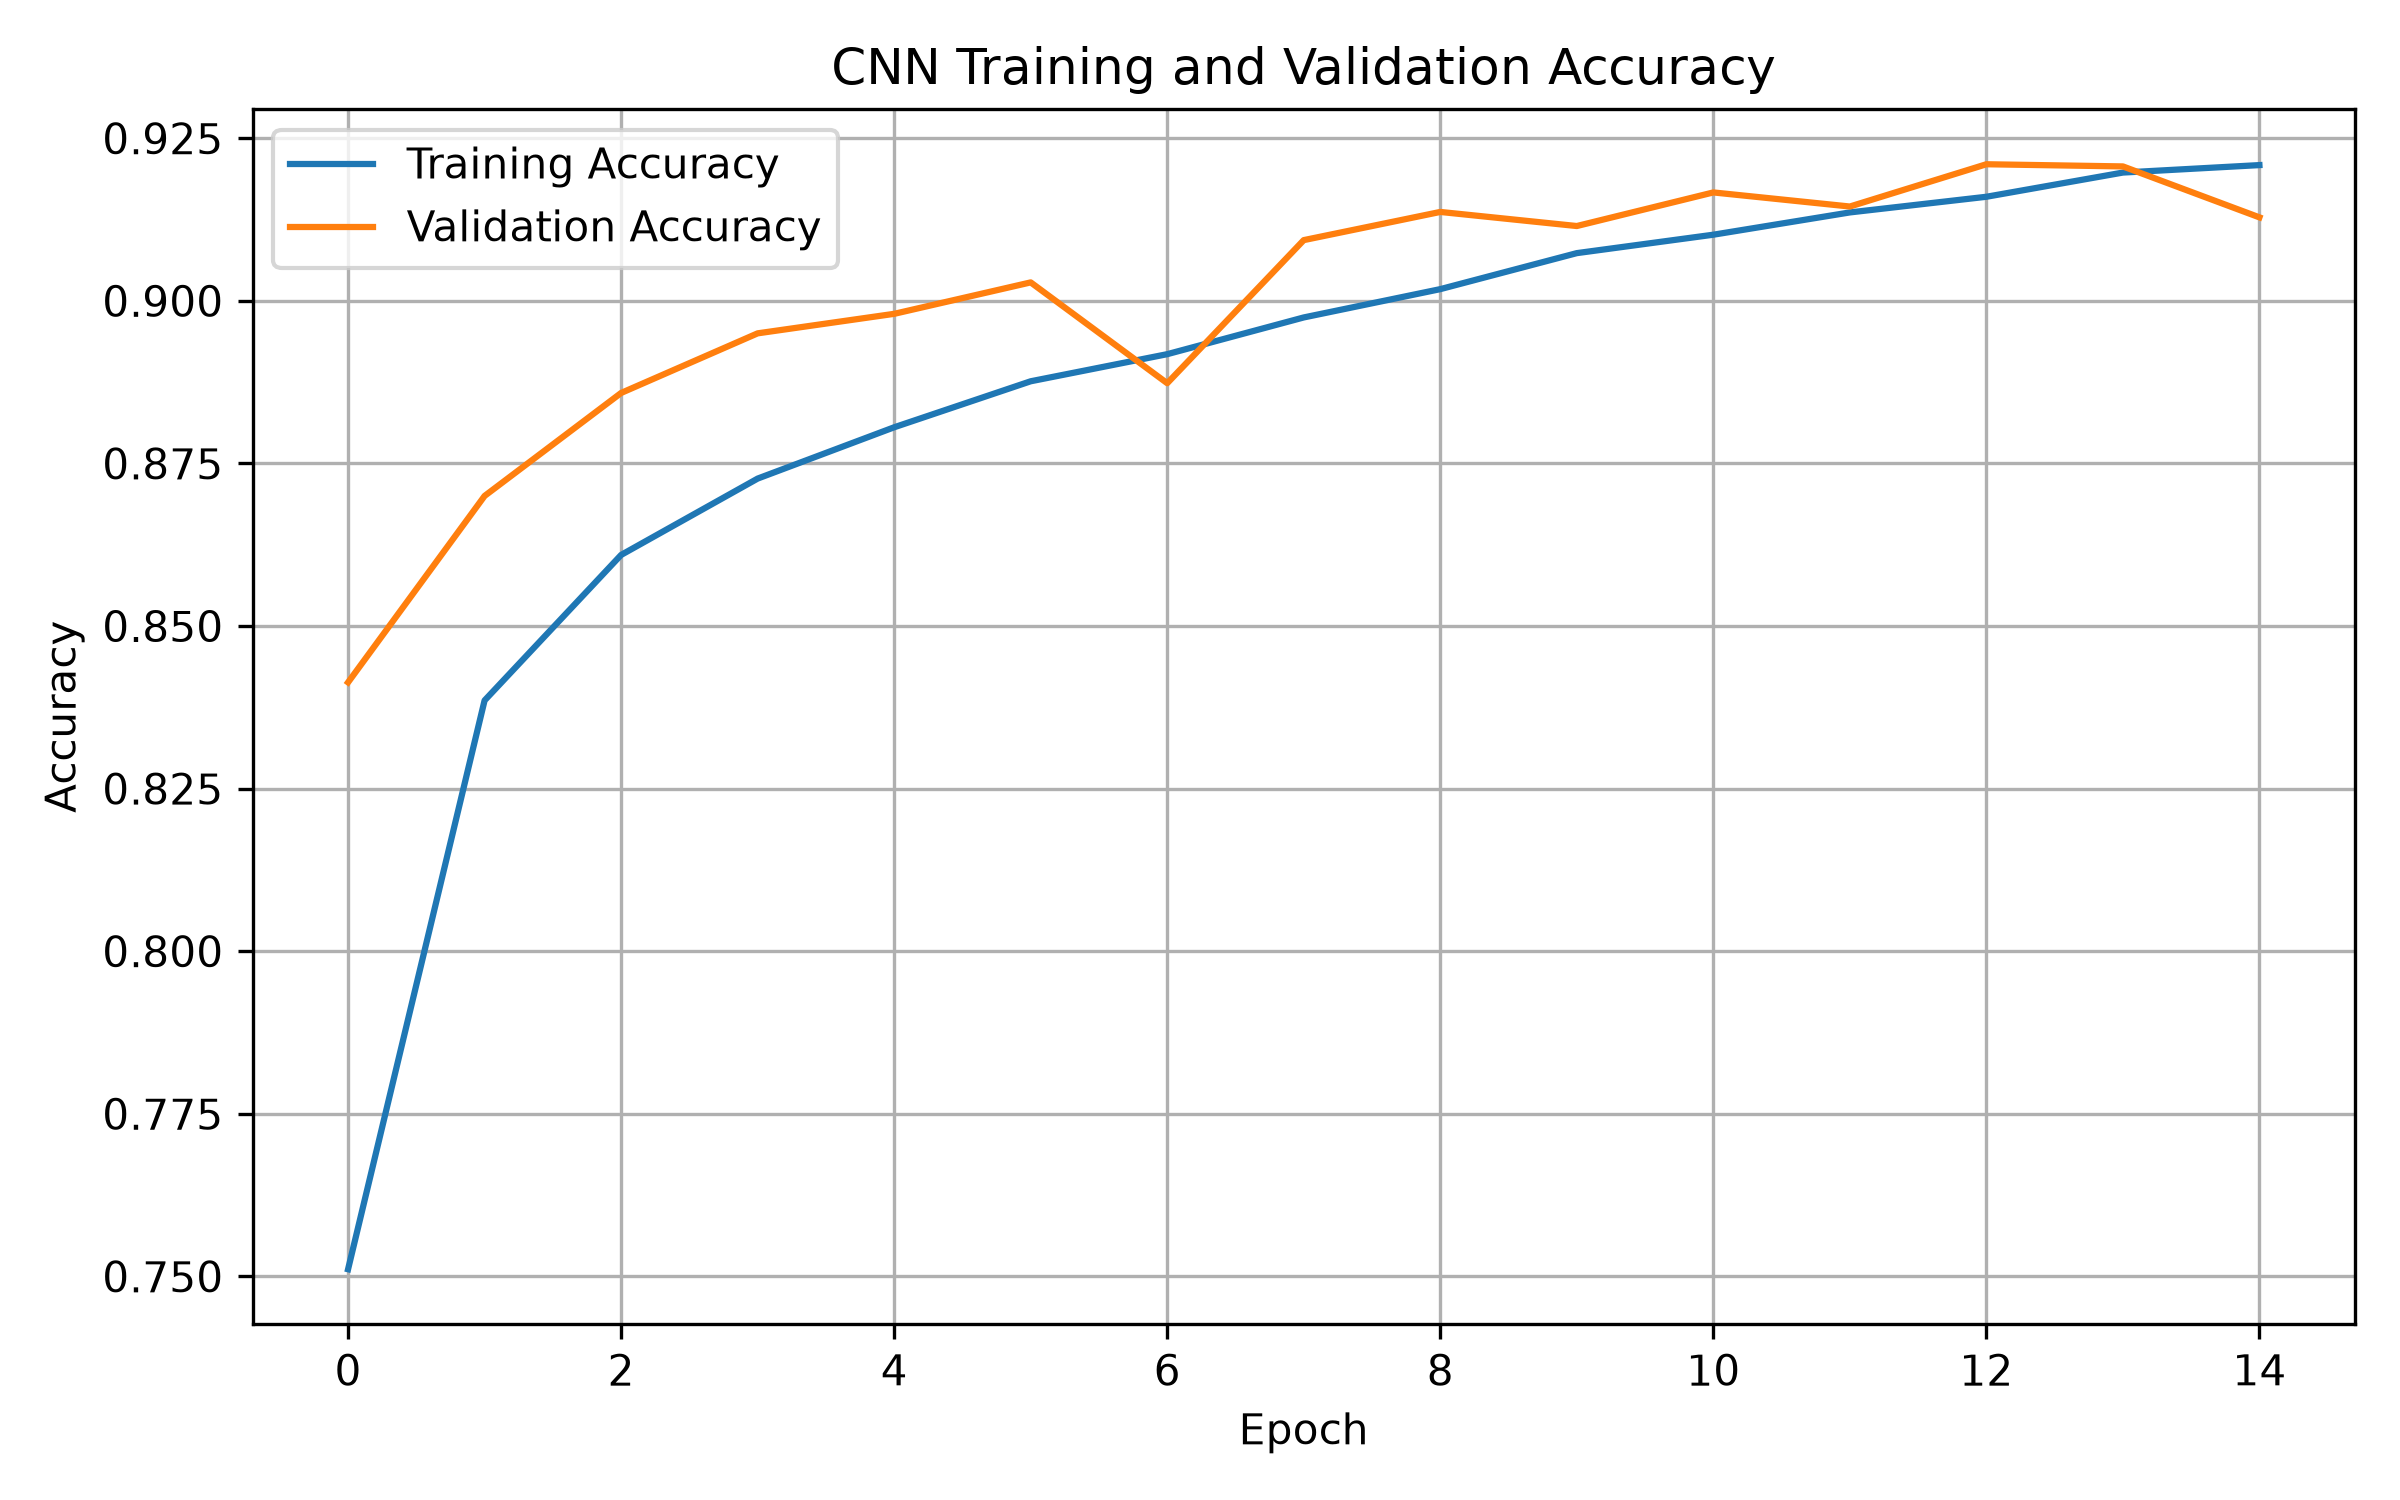 CNN Training and Validation Accuracy
Training Accuracy
Validation Accuracy
0.925
0.900
0.875
0.850
0.825
0.800
0.775
0.750
Accuracy
0 2 4 6 8 10 12 14
Epoch